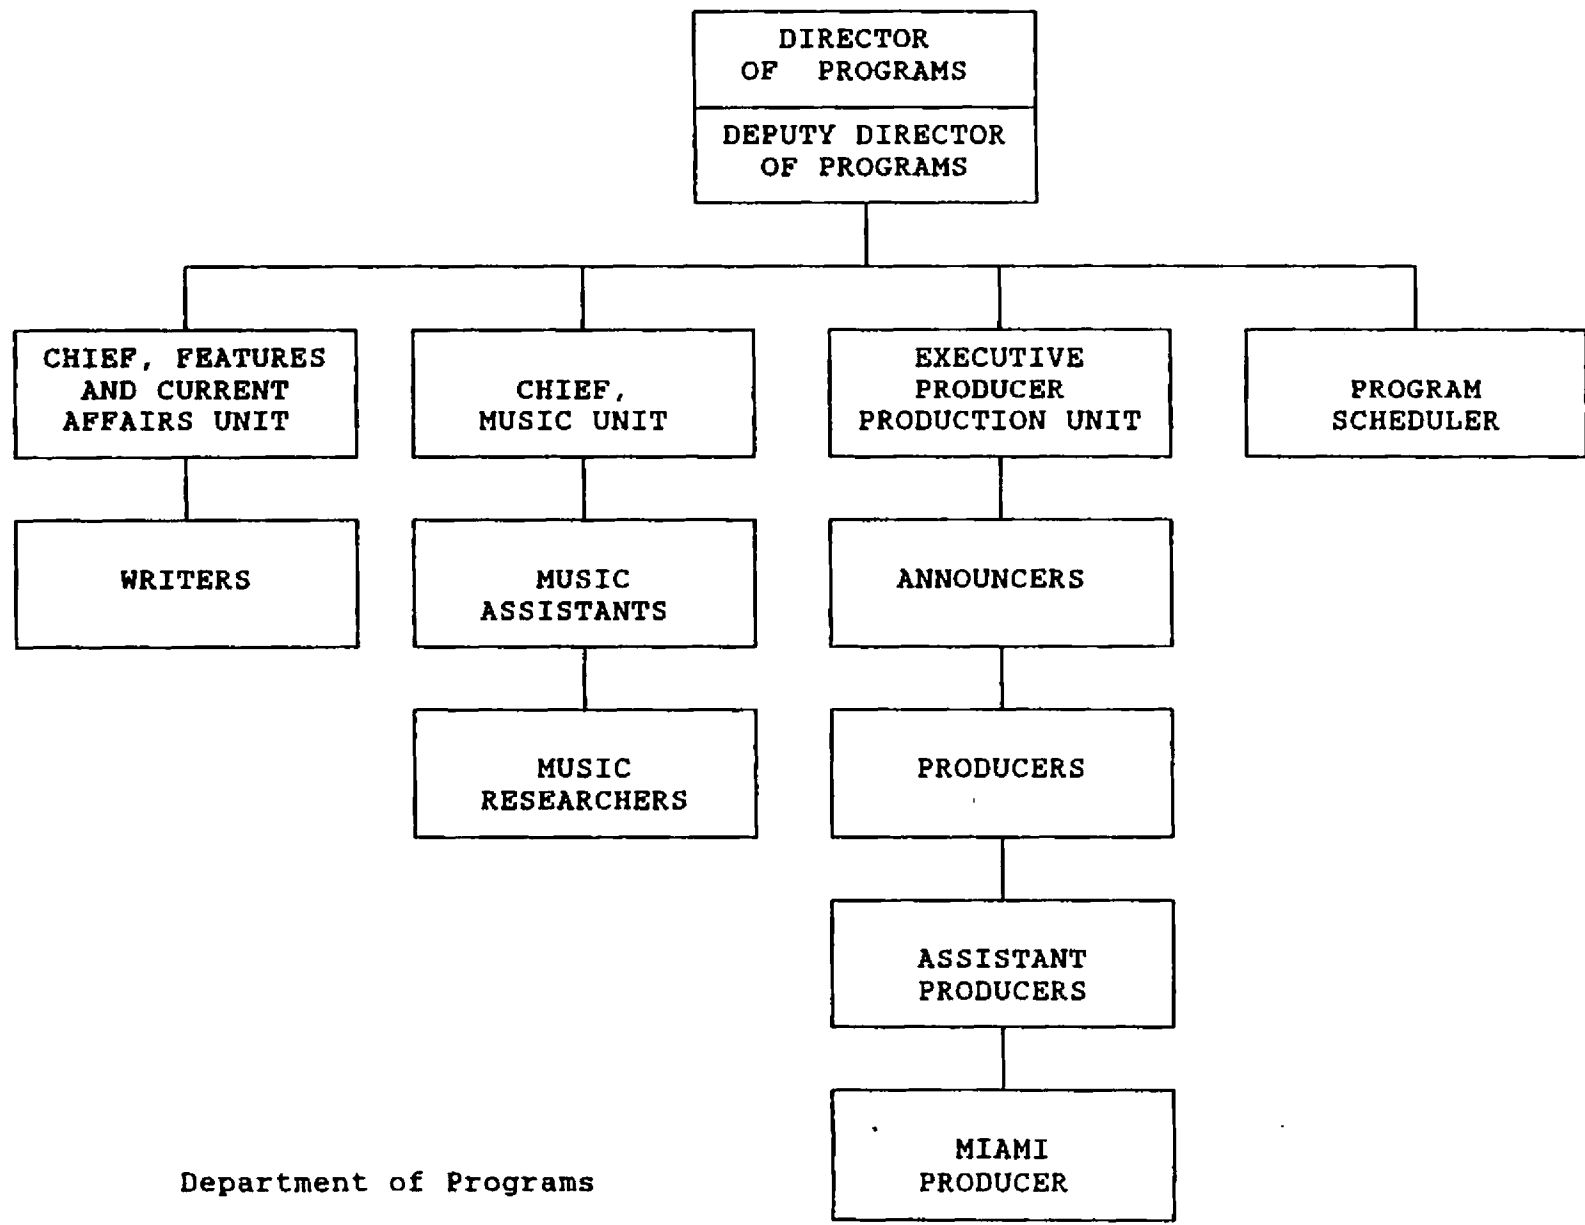 DIRECTOR
OF PROGRAMS
DEPUTY DIRECTOR
OF PROGRAMS
CHIEF, FEATURES
AND CURRENT
AFFAIRS UNIT
CHIEF,
MUSIC UNIT
EXECUTIVE
PRODUCER
PRODUCTION UNIT
PROGRAM
SCHEDULER
WRITERS
MUSIC
ASSISTANTS
ANNOUNCERS
MUSIC
RESEARCHERS
PRODUCERS
ASSISTANT
PRODUCERS
MIAMI
PRODUCER
Department of Programs